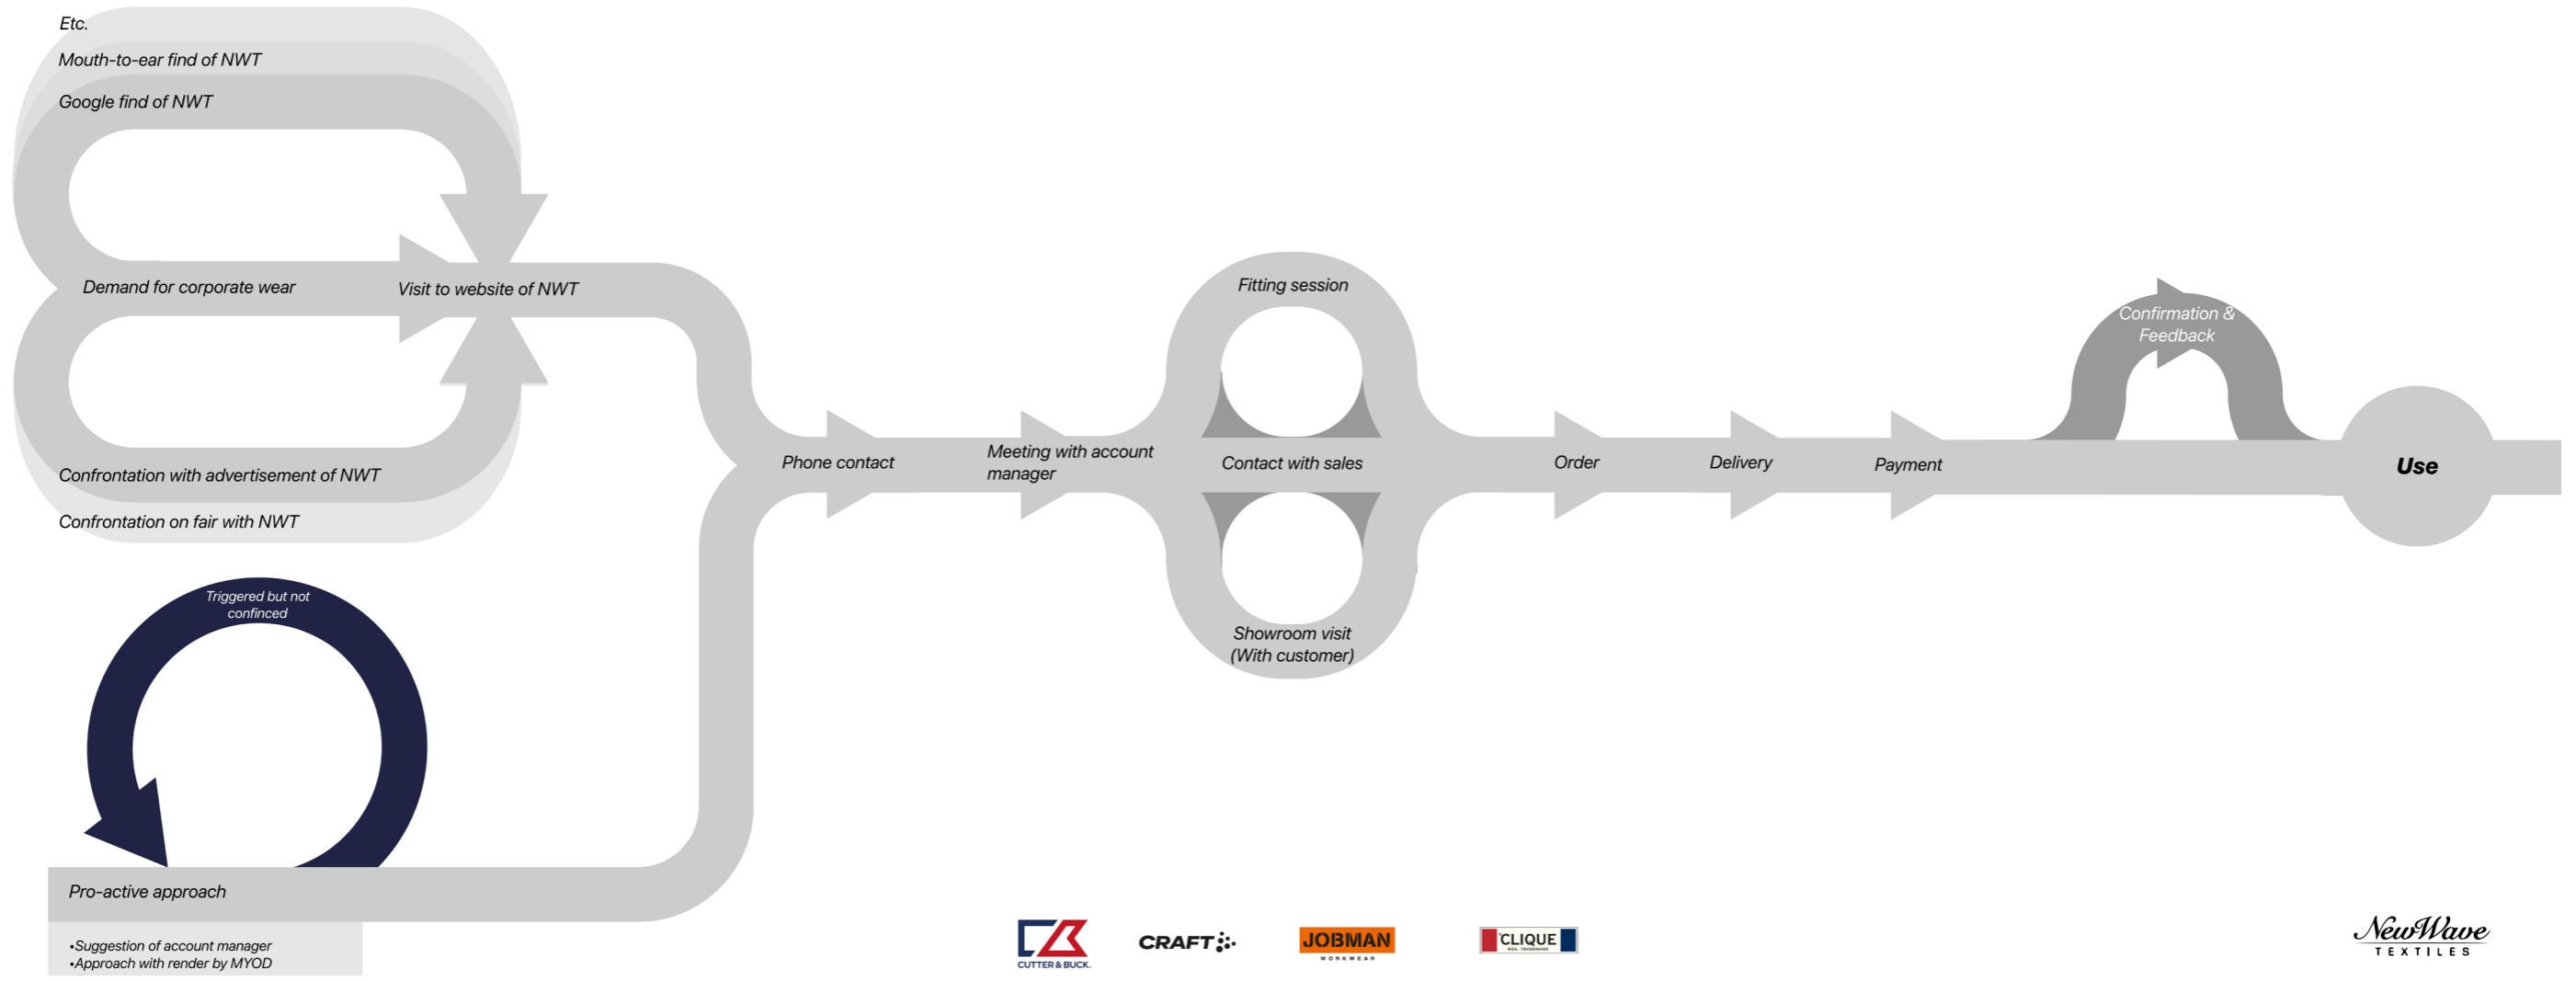 Etc.
Mouth-to-ear find of NWT
Google find of NWT
Demand for corporate wear
Visit to website of NWT
Confrontation with advertisement of NWT
Confrontation on fair with NWT
Triggered but not
confinced
Pro-active approach
•Suggestion of account manager
•Approach with render by MYOD
Phone contact
Meeting with account
manager
Fitting session
Contact with sales
Showroom visit
(With customer)
Order
Delivery
Payment
Confirmation &
Feedback
Use
CUTTER & BUCK.
CRAFT
JOBMAN
WORKWEAR
CLIQUE
REG. TRADEMARK
NewWave
TEXTILES